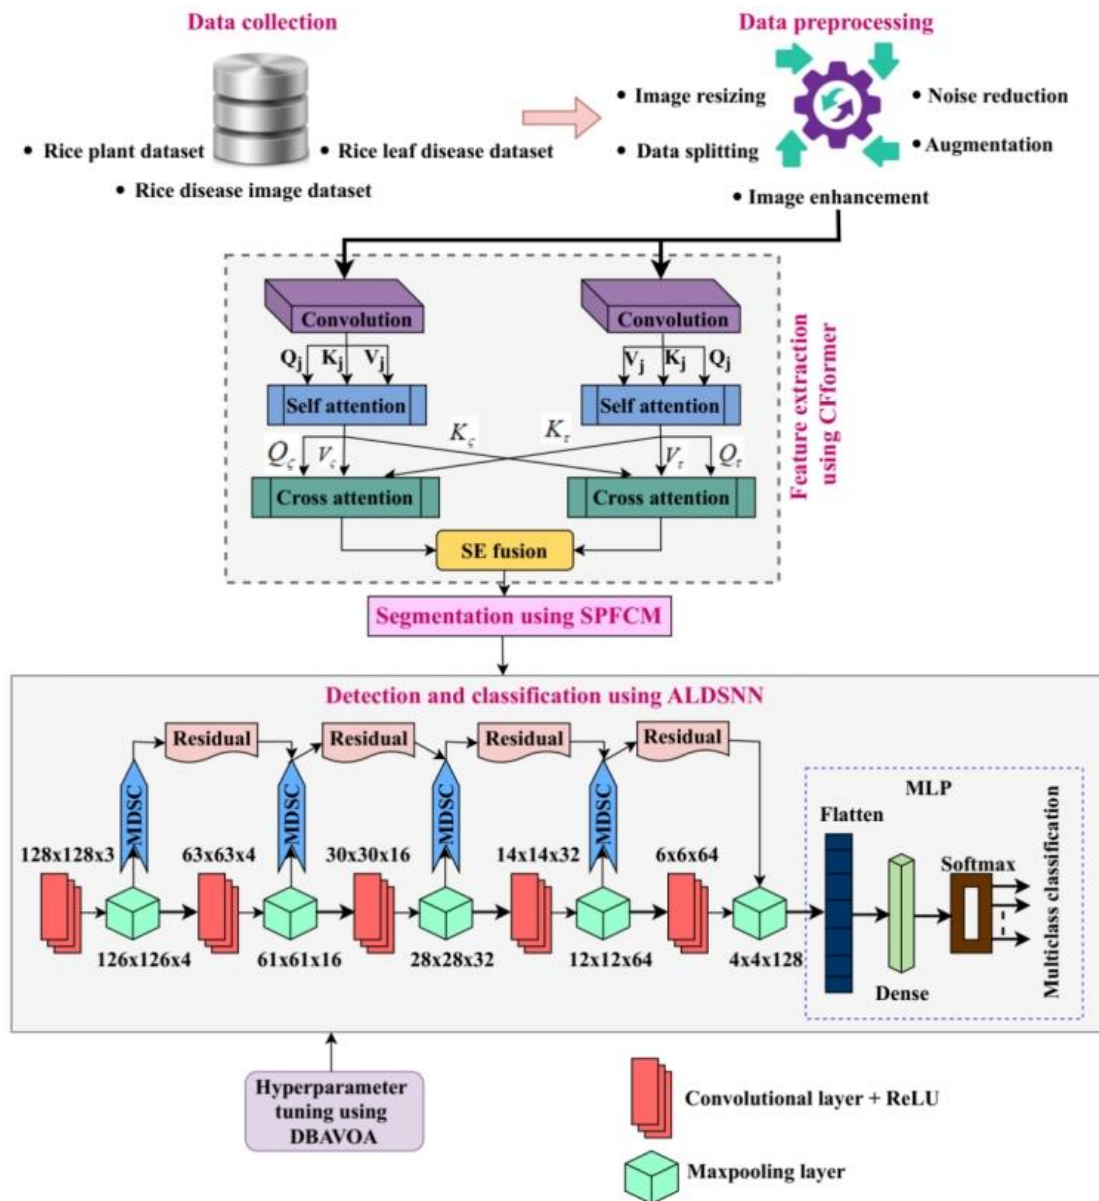 Data collection
Data preprocessing
• Image resizing
• Noise reduction
• Rice plant dataset
• Rice leaf disease dataset
• Data splitting
• Augmentation
• Rice disease image dataset
• Image enhancement
Convolution
Convolution
Qj Kj Vj
Vj Kj Qj
Self attention
Self attention
Qς Vς Kς Kτ Vτ Qτ
Cross attention
Cross attention
SE fusion
Feature extraction
using CFformer
Segmentation using SPFCM
Detection and classification using ALDSNN
Residual
Residual
Residual
Residual
MDSC
MDSC
MDSC
MDSC
MLP
Flatten
128x128x3
63x63x4
30x30x16
14x14x32
6x6x64
Softmax
Multiclass classification
126x126x4
61x61x16
28x28x32
12x12x64
4x4x128
Dense
Hyperparameter
tuning using
DBAVOA
Convolutional layer + ReLU
Maxpooling layer